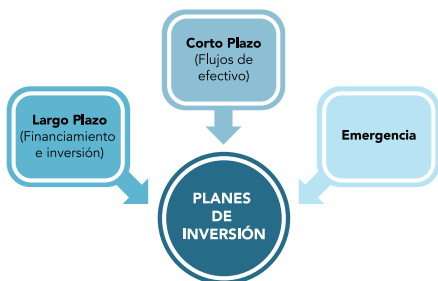 Corto Plazo
(Flujos de
efectivo)
Largo Plazo
(Financiamiento
e inversión)
Emergencia
PLANES
DE
INVERSIÓN